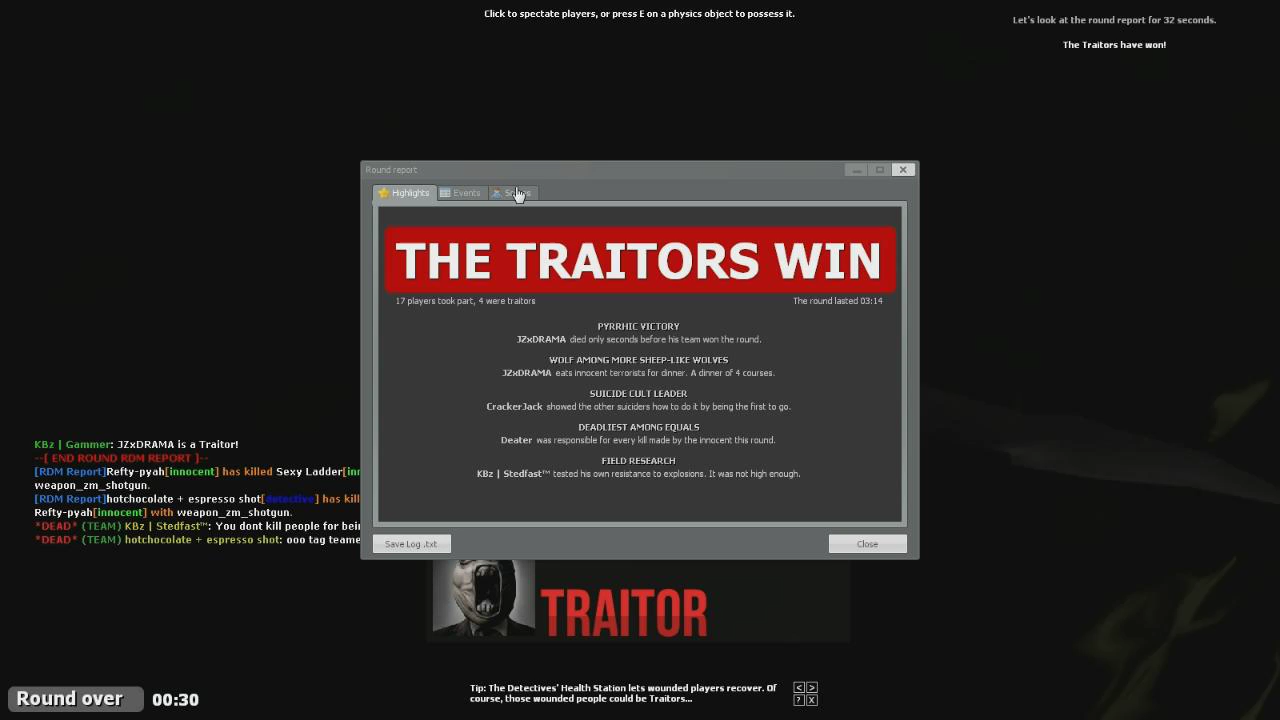 Click to spectate players, or press E on a physics object to possess it.
Let's look at the round report for 32 seconds.
The Traitors have won!
Round report
Highlights Events
THE TRAITORS WIN
17 players took part, 4 were traitors The round lasted 03:14
PYRRHIC VICTORY
JZxDRAMA died only seconds before his team won the round.
WOLF AMONG MORE SHEEP-LIKE WOLVES
JZxDRAMA eats innocent terrorists for dinner. A dinner of 4 courses.
SUICIDE CULT LEADER
CrackerJack showed the other suiciders how to do it by being the first to go.
DEADLIEST AMONG EQUALS
Deater was responsible for every kill made by the innocent this round.
FIELD RESEARCH
KBz | Stedfast™ tested his own resistance to explosions. It was not high enough.
Save Log .txt Close
KBz | Gammer: JZxDRAMA is a Traitor!
--[ END ROUND RDM REPORT ]--
[RDM Report]Refty-pyah[innocent] has killed Sexy Ladder[inn
weapon_zm_shotgun.
[RDM Report]hotchocolate + espresso shot[detective] has kill
Refty-pyah[innocent] with weapon_zm_shotgun.
*DEAD* (TEAM) KBz | Stedfast™: You dont kill people for bein
*DEAD* (TEAM) hotchocolate + espresso shot: ooo tag teame
TRAITOR
Round over 00:30
Tip: The Detectives' Health Station lets wounded players recover. Of
course, those wounded people could be Traitors...
< >
? X